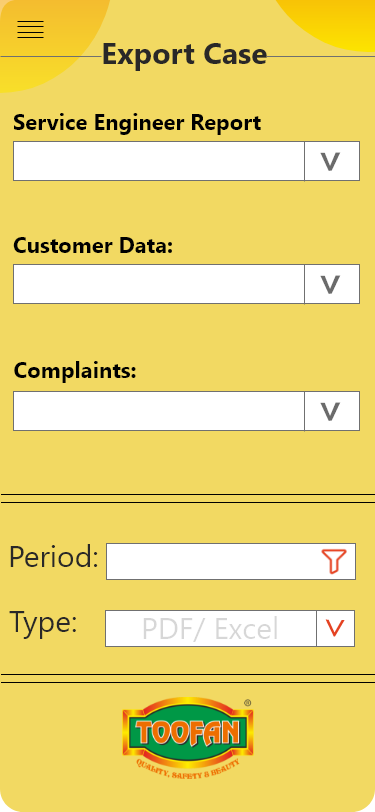 Export Case
Service Engineer Report
V
Customer Data:
V
Complaints:
V
Period:
Type: PDF/ Excel V
TOOFAN ®
QUALITY, SAFETY & BEAUTY